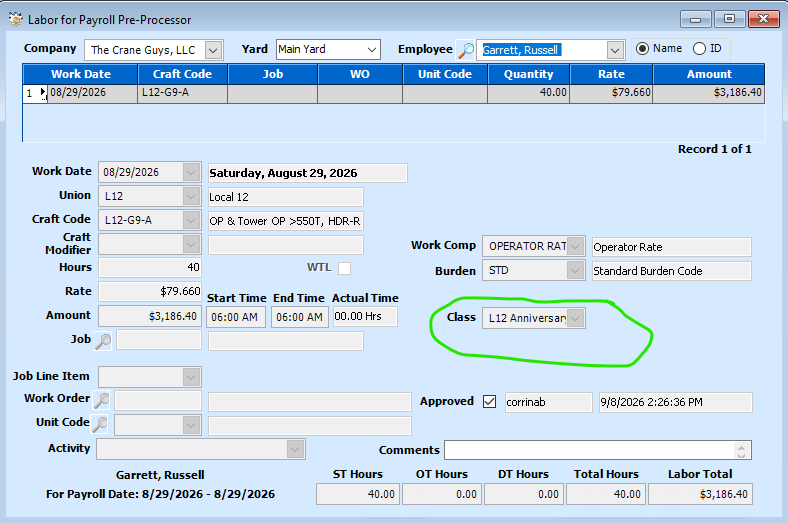 Labor for Payroll Pre-Processor
Company The Crane Guys, LLC Yard Main Yard Employee Garrett, Russell Name ID
Work Date Craft Code Job WO Unit Code Quantity Rate Amount
1 08/29/2026 L12-G9-A 40.00 $79.660 $3,186.40
Record 1 of 1
Work Date 08/29/2026 Saturday, August 29, 2026
Union L12 Local 12
Craft Code L12-G9-A OP & Tower OP >550T, HDR-R
Craft Modifier Work Comp OPERATOR RAT Operator Rate
Hours 40 WTL Burden STD Standard Burden Code
Rate $79.660 Start Time End Time Actual Time
Amount $3,186.40 06:00 AM 06:00 AM 00.00 Hrs Class L12 Anniversary
Job
Job Line Item
Work Order Approved corrinab 9/8/2026 2:26:36 PM
Unit Code
Activity Comments
Garrett, Russell ST Hours OT Hours DT Hours Total Hours Labor Total
For Payroll Date: 8/29/2026 - 8/29/2026 40.00 0.00 0.00 40.00 $3,186.40